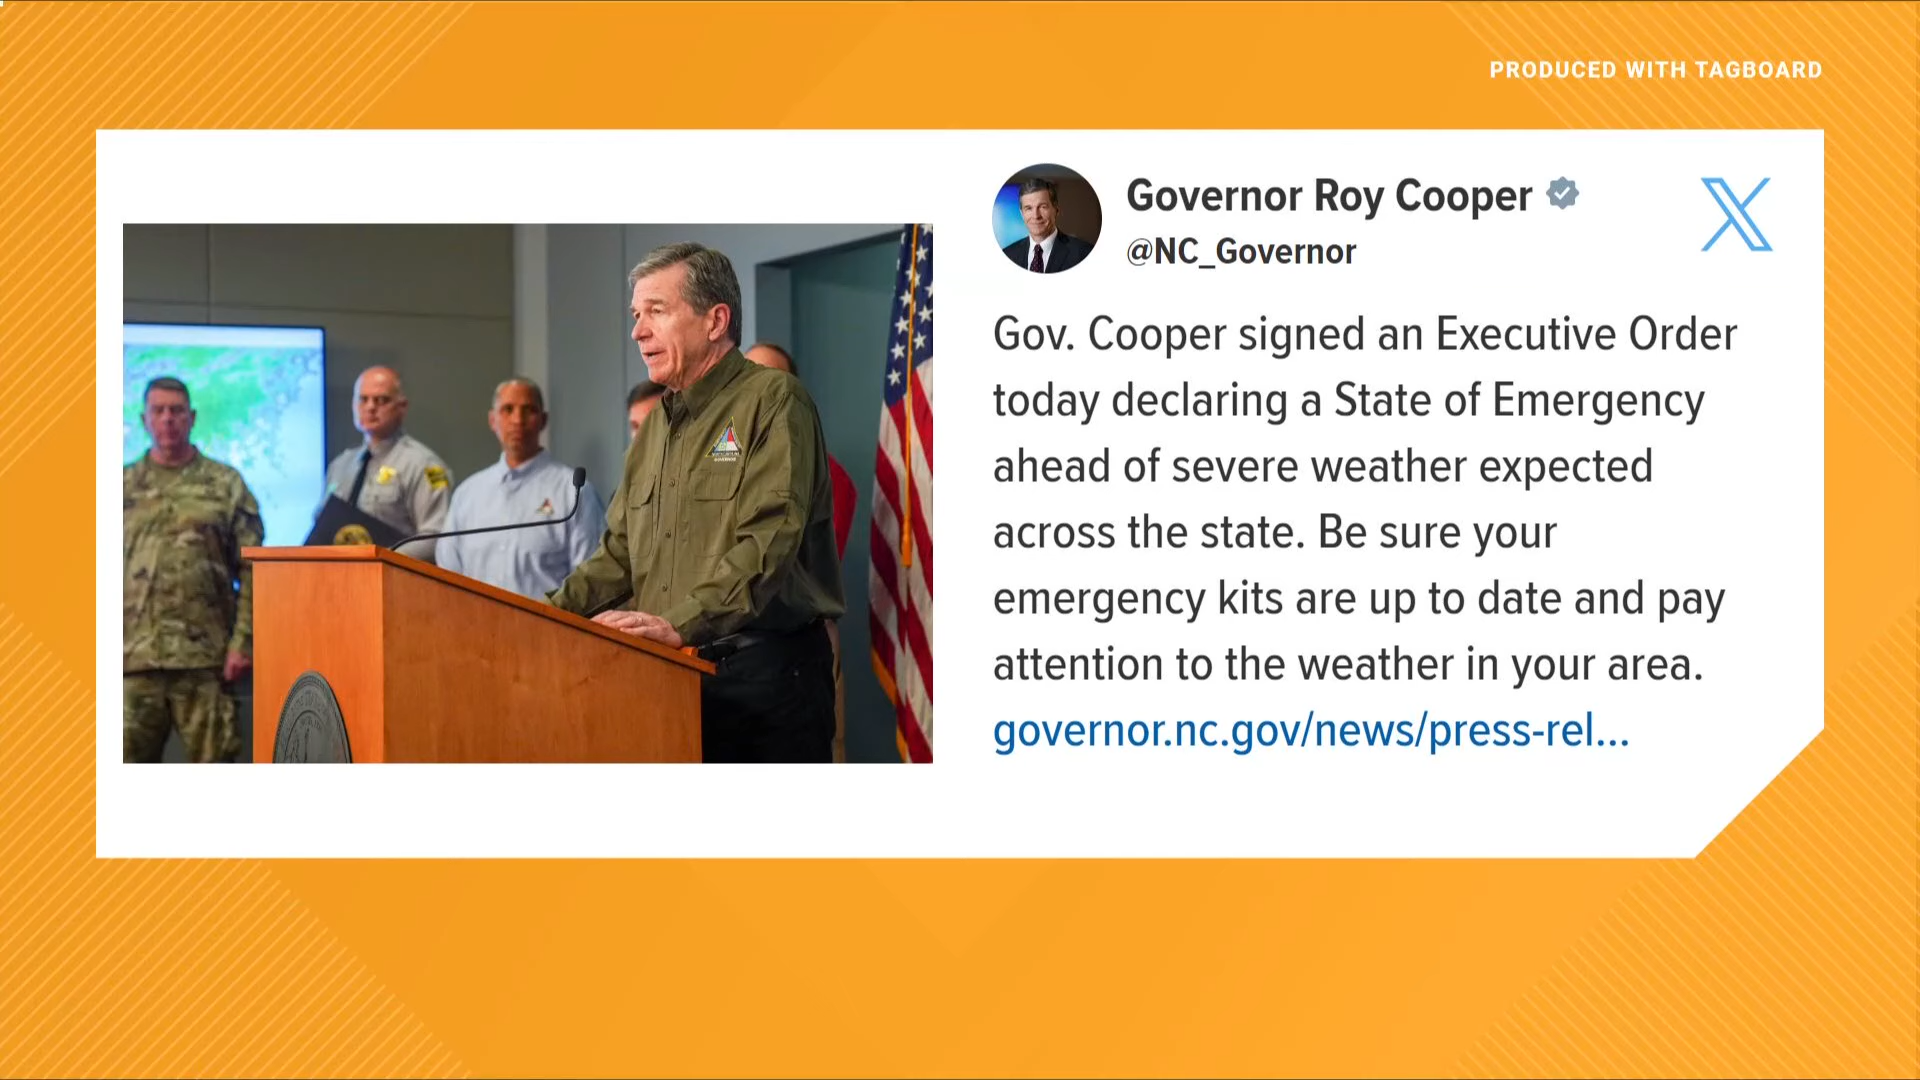 PRODUCED WITH TAGBOARD
Governor Roy Cooper
@NC_Governor
Gov. Cooper signed an Executive Order
today declaring a State of Emergency
ahead of severe weather expected
across the state. Be sure your
emergency kits are up to date and pay
attention to the weather in your area.
governor.nc.gov/news/press-rel...